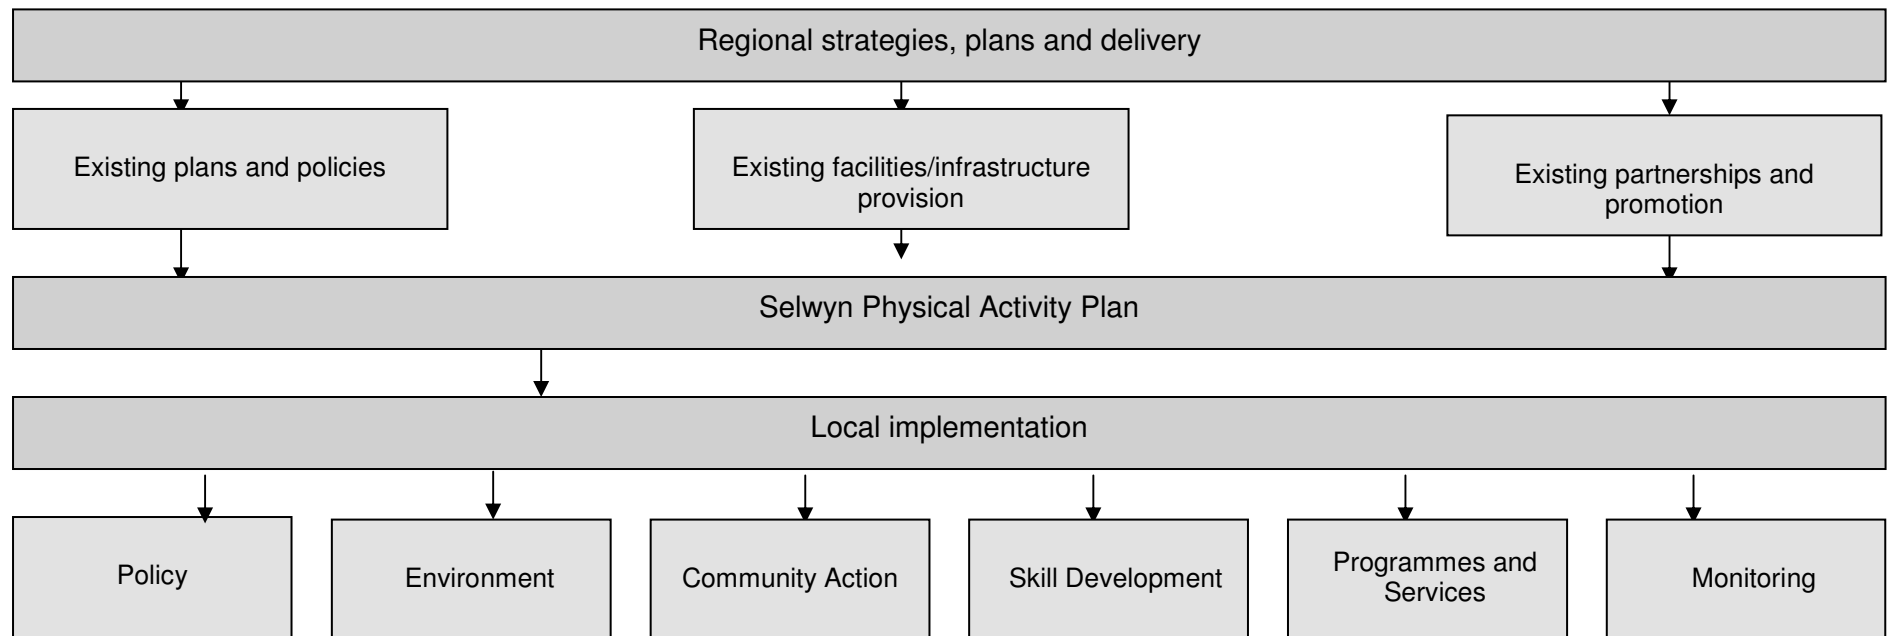 Regional strategies, plans and delivery
Existing plans and policies
Existing facilities/infrastructure
provision
Existing partnerships and
promotion
Selwyn Physical Activity Plan
Local implementation
Policy
Environment
Community Action
Skill Development
Programmes and
Services
Monitoring